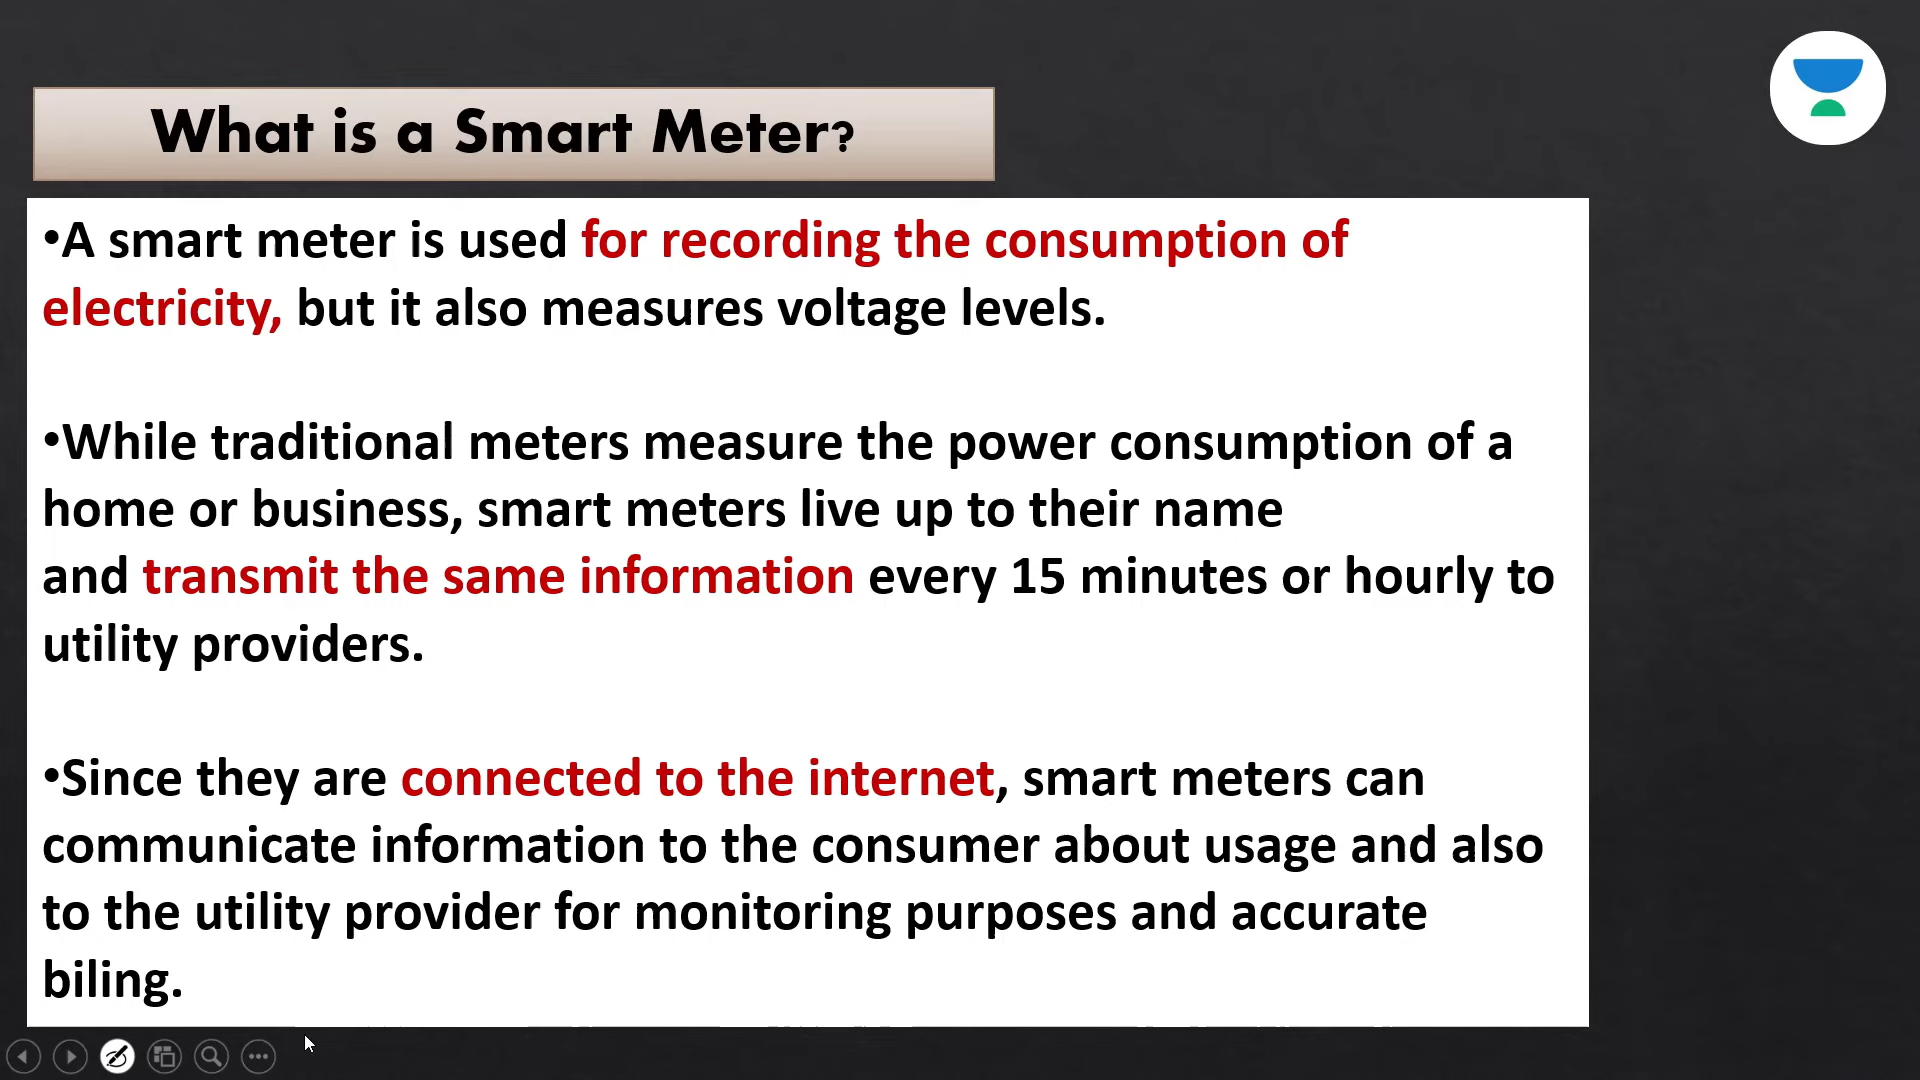 What is a Smart Meter?
•A smart meter is used for recording the consumption of
electricity, but it also measures voltage levels.
•While traditional meters measure the power consumption of a
home or business, smart meters live up to their name
and transmit the same information every 15 minutes or hourly to
utility providers.
•Since they are connected to the internet, smart meters can
communicate information to the consumer about usage and also
to the utility provider for monitoring purposes and accurate
biling.